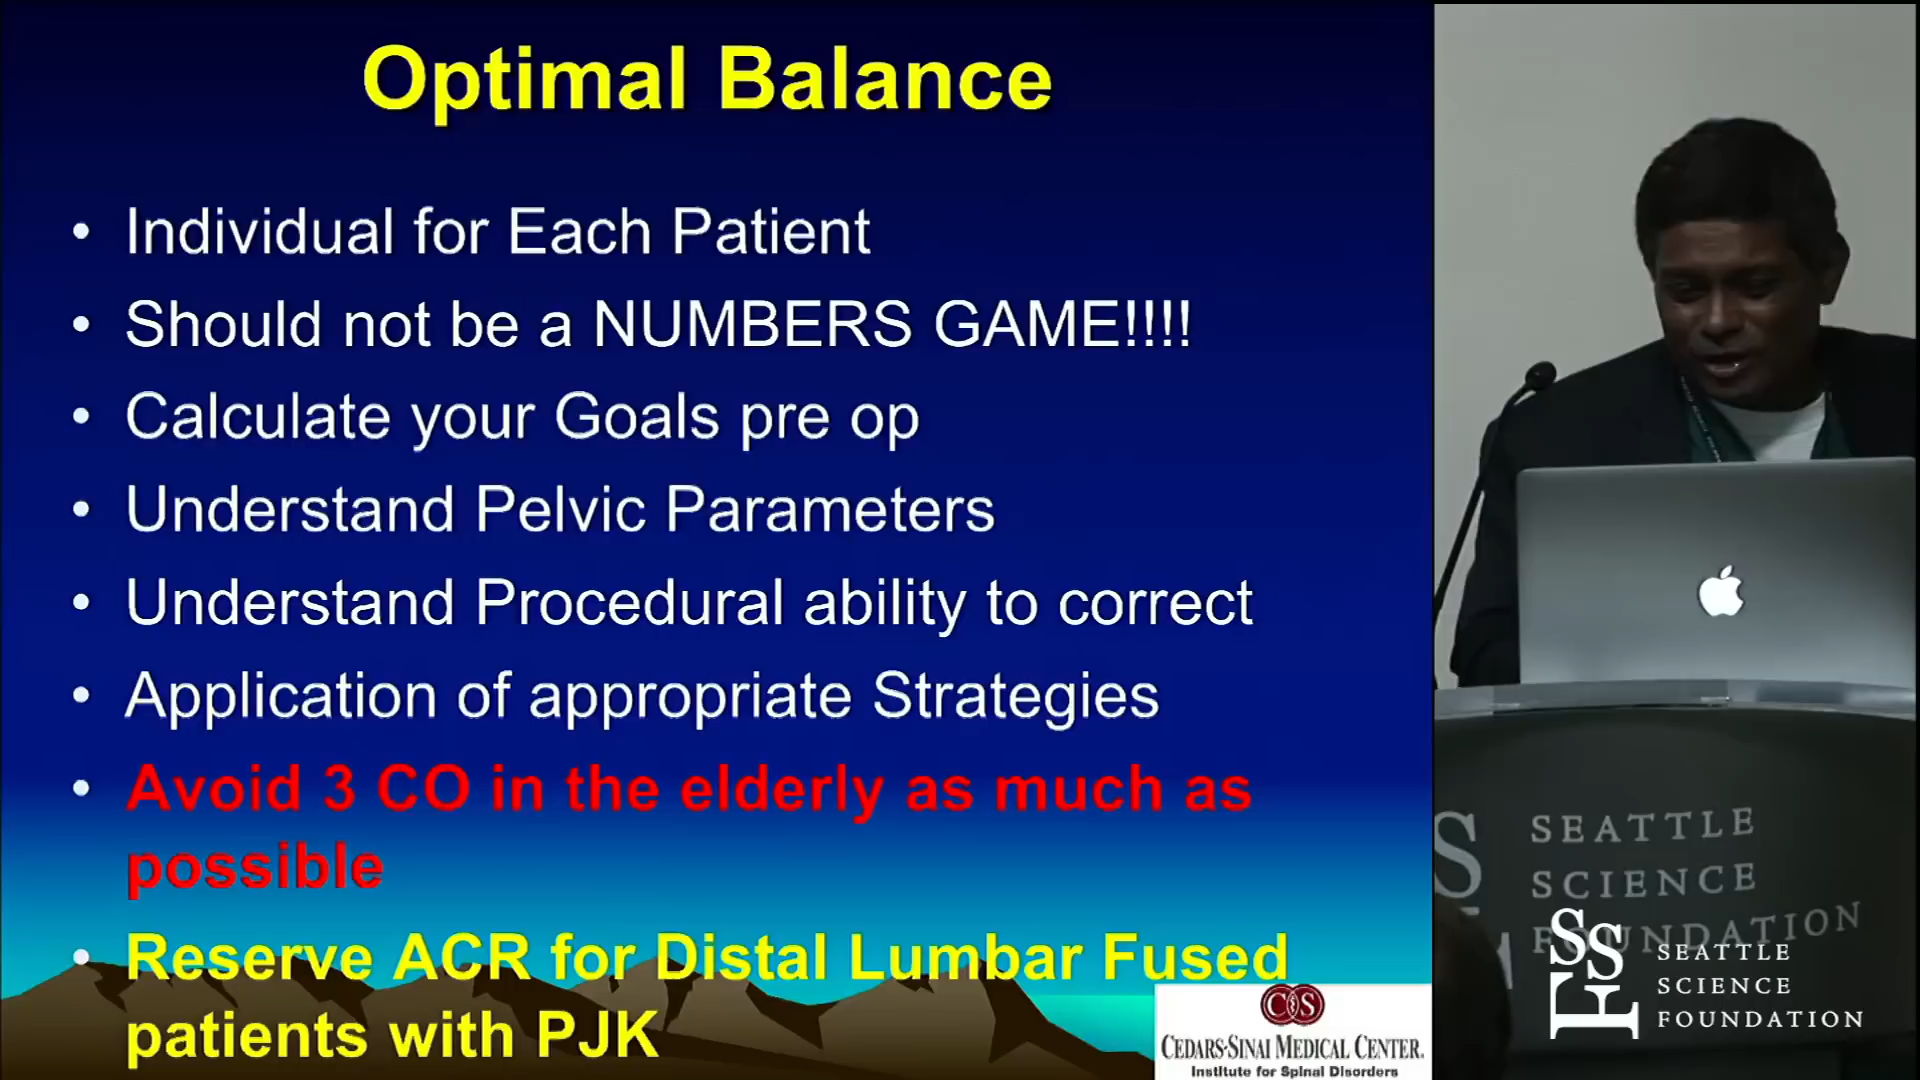 Optimal Balance
• Individual for Each Patient
• Should not be a NUMBERS GAME!!!!
• Calculate your Goals pre op
• Understand Pelvic Parameters
• Understand Procedural ability to correct
• Application of appropriate Strategies
• Avoid 3 CO in the elderly as much as
possible
• Reserve ACR for Distal Lumbar Fused
patients with PJK
CS
CEDARS-SINAI MEDICAL CENTER.
Institute for Spinal Disorders
S
SEATTLE
SCIENCE
FOUNDATION
SSF
SEATTLE
SCIENCE
FOUNDATION